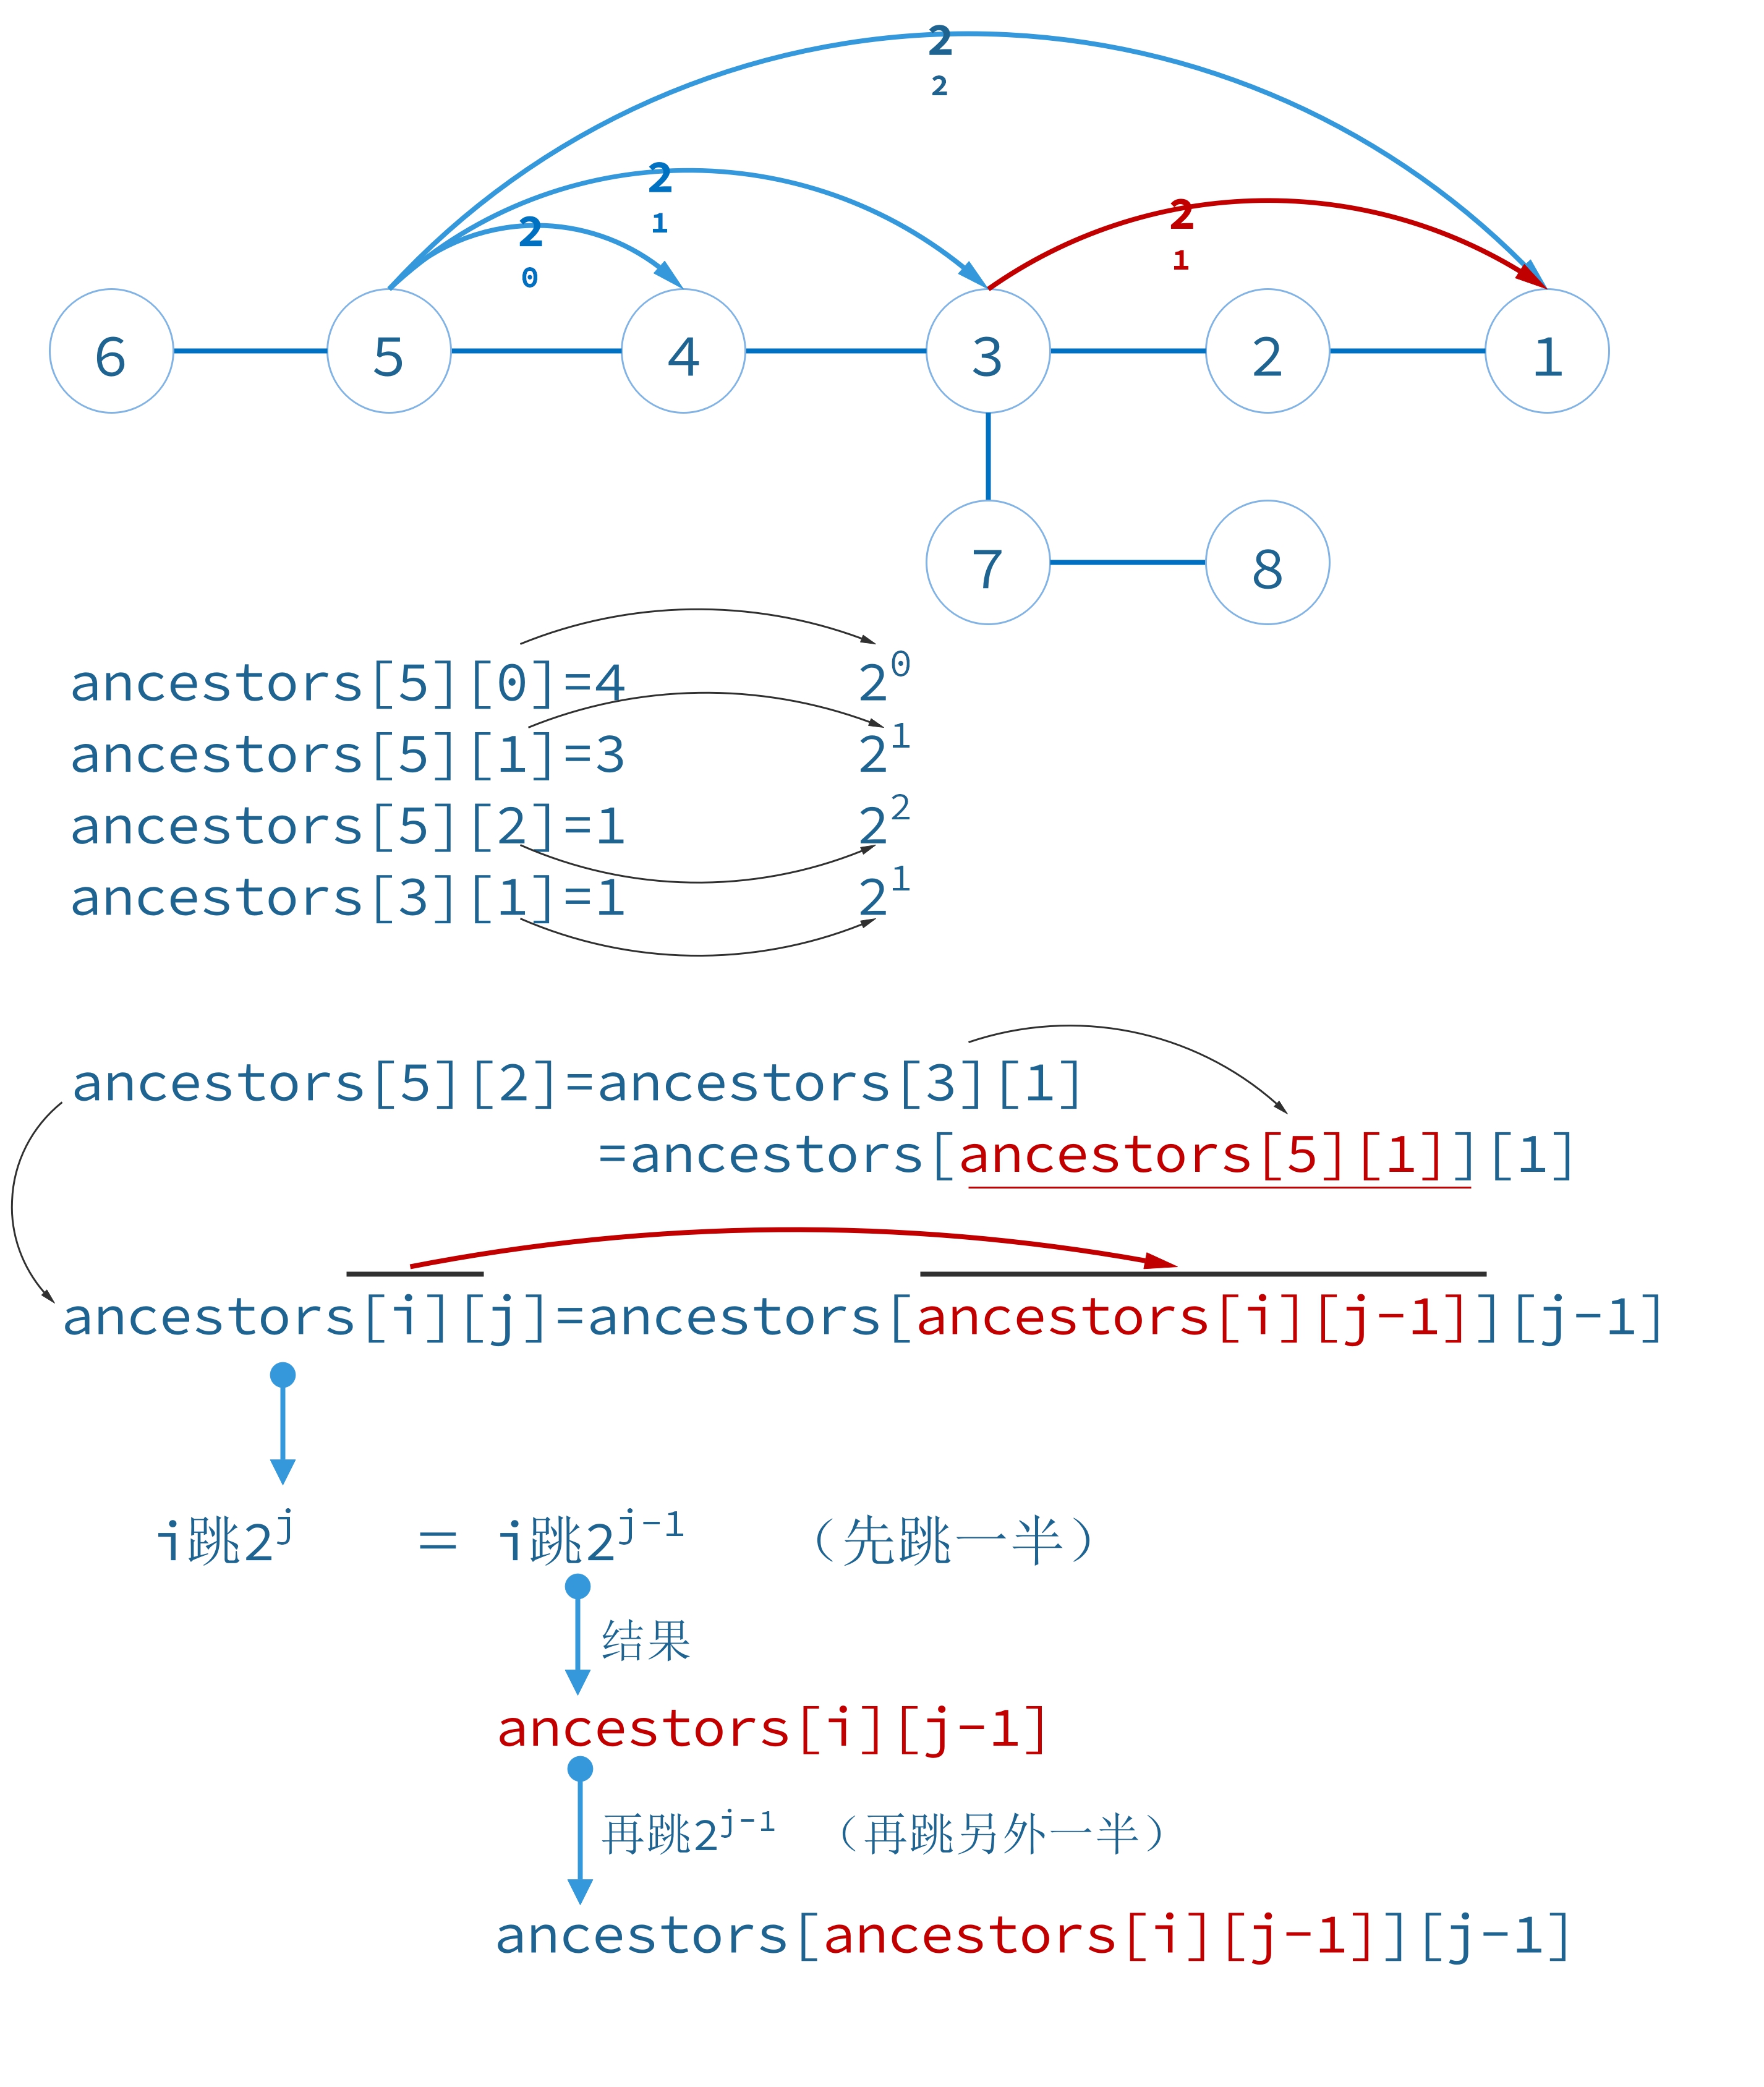 2
2
2
1
2
0
2
1
6 5 4 3 2 1
7 8
ancestors[5][0]=4 2^0
ancestors[5][1]=3 2^1
ancestors[5][2]=1 2^2
ancestors[3][1]=1 2^1
ancestors[5][2]=ancestors[3][1]
=ancestors[ancestors[5][1]][1]
ancestors[i][j]=ancestors[ancestors[i][j-1]][j-1]
i跳2^j = i跳2^j-1 （先跳一半）
结果
ancestors[i][j-1]
再跳2^j-1 （再跳另外一半）
ancestors[ancestors[i][j-1]][j-1]